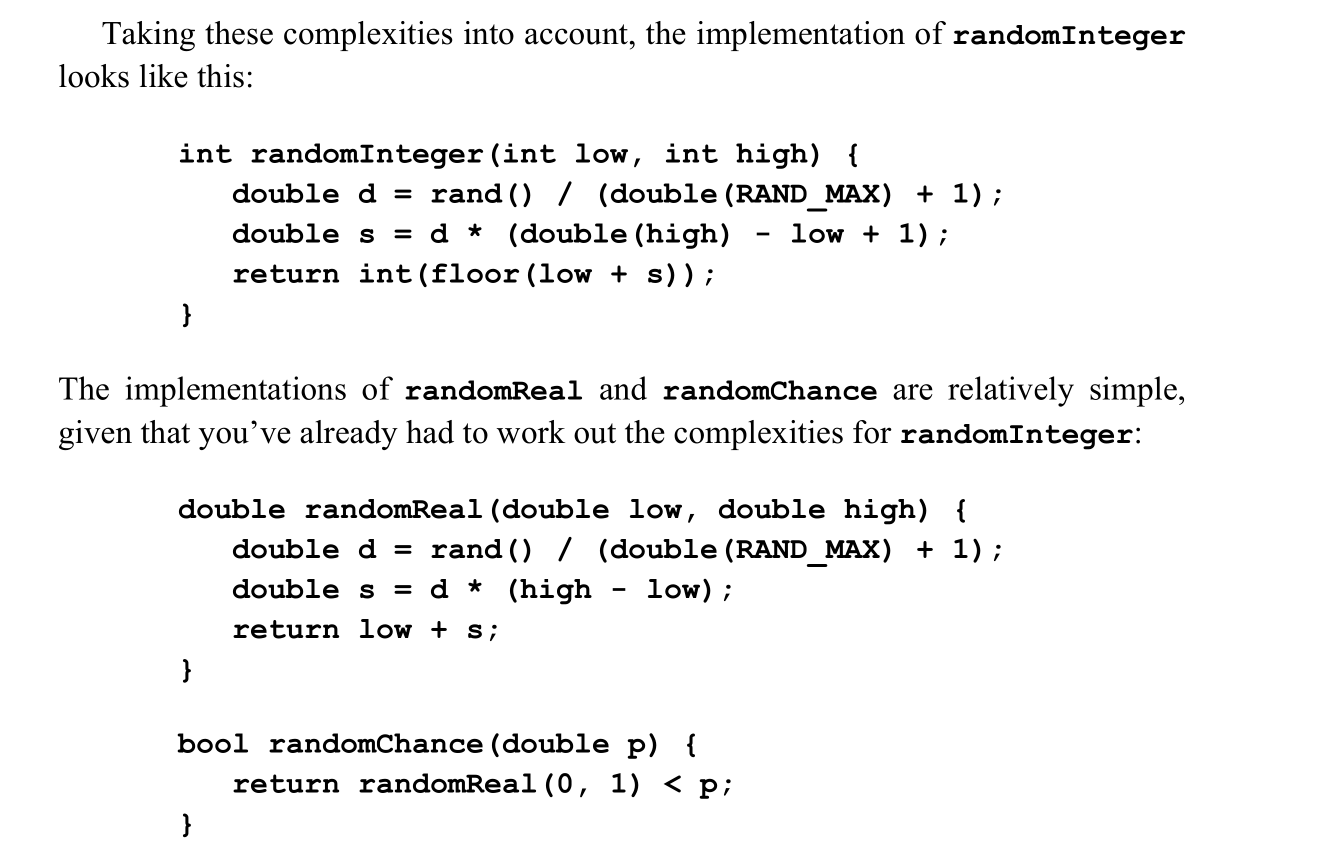 Taking these complexities into account, the implementation of randomInteger
looks like this:
int randomInteger(int low, int high) {
   double d = rand() / (double(RAND_MAX) + 1);
   double s = d * (double(high) - low + 1);
   return int(floor(low + s));
}
The implementations of randomReal and randomChance are relatively simple,
given that you’ve already had to work out the complexities for randomInteger:
double randomReal(double low, double high) {
   double d = rand() / (double(RAND_MAX) + 1);
   double s = d * (high - low);
   return low + s;
}
bool randomChance(double p) {
   return randomReal(0, 1) < p;
}